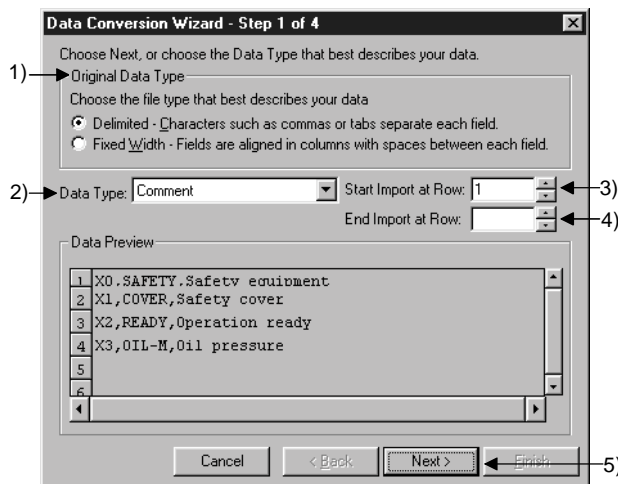 Data Conversion Wizard - Step 1 of 4
Choose Next, or choose the Data Type that best describes your data.
1)
Original Data Type
Choose the file type that best describes your data
Delimited - Characters such as commas or tabs separate each field.
Fixed Width - Fields are aligned in columns with spaces between each field.
2) Data Type: Comment Start Import at Row: 1 3)
End Import at Row: 4)
Data Preview
1 X0.SAFETY.Safety equipment
2 X1,COVER,Safety cover
3 X2,READY,Operation ready
4 X3,OIL-M,Oil pressure
5
6
Cancel < Back Next > Finish 5)